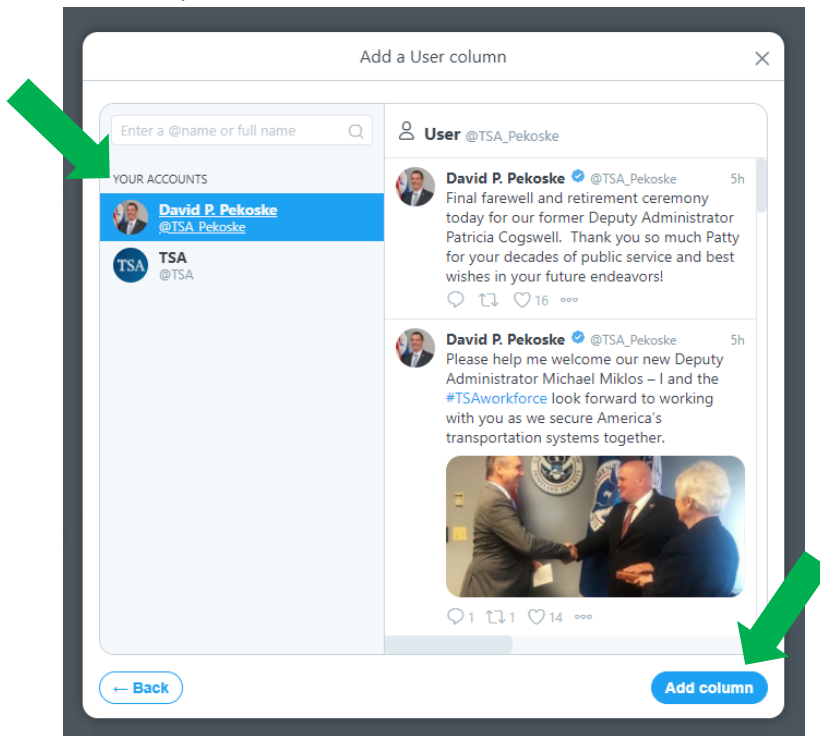 Add a User column
Enter a @name or full name
YOUR ACCOUNTS
David P. Pekoske
@TSA_Pekoske
TSA
TSA
@TSA
User @TSA_Pekoske
David P. Pekoske @TSA_Pekoske 5h
Final farewell and retirement ceremony
today for our former Deputy Administrator
Patricia Cogswell. Thank you so much Patty
for your decades of public service and best
wishes in your future endeavors!
16
David P. Pekoske @TSA_Pekoske 5h
Please help me welcome our new Deputy
Administrator Michael Miklos – I and the
#TSAworkforce look forward to working
with you as we secure America's
transportation systems together.
1 1 14
← Back
Add column